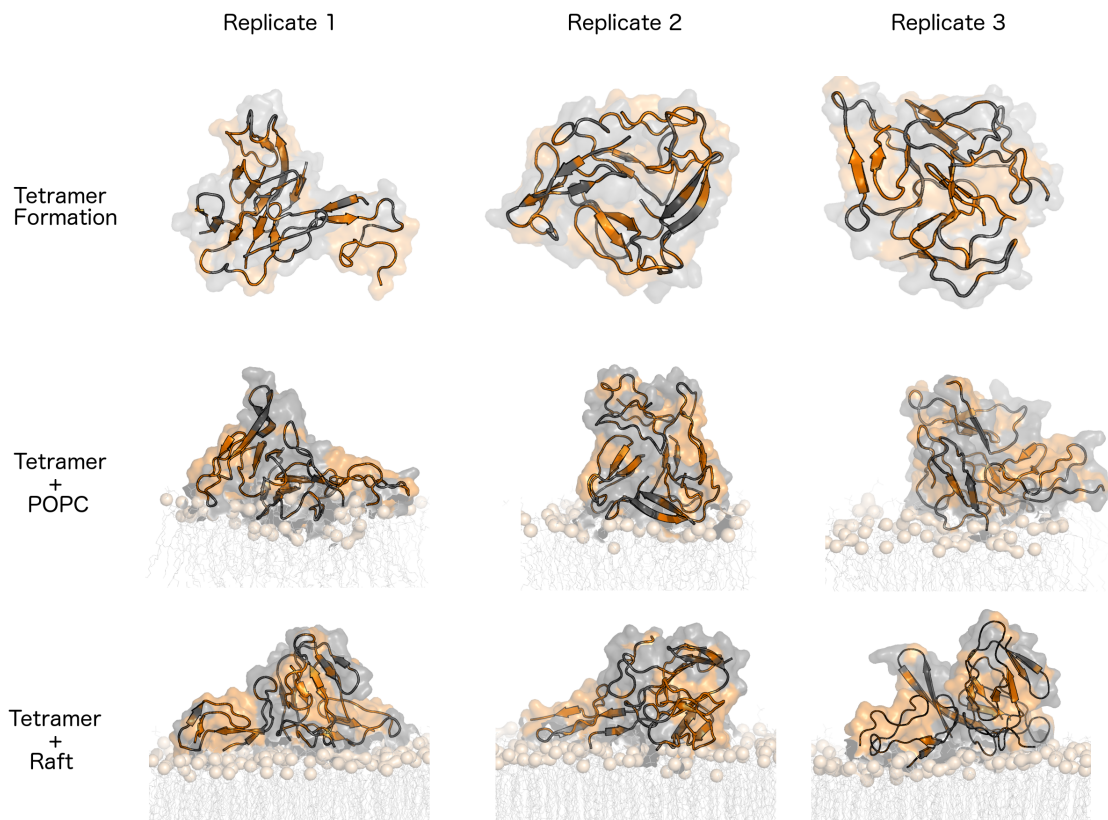 Replicate 1
Replicate 2
Replicate 3
Tetramer
Formation
Tetramer
+
POPC
Tetramer
+
Raft